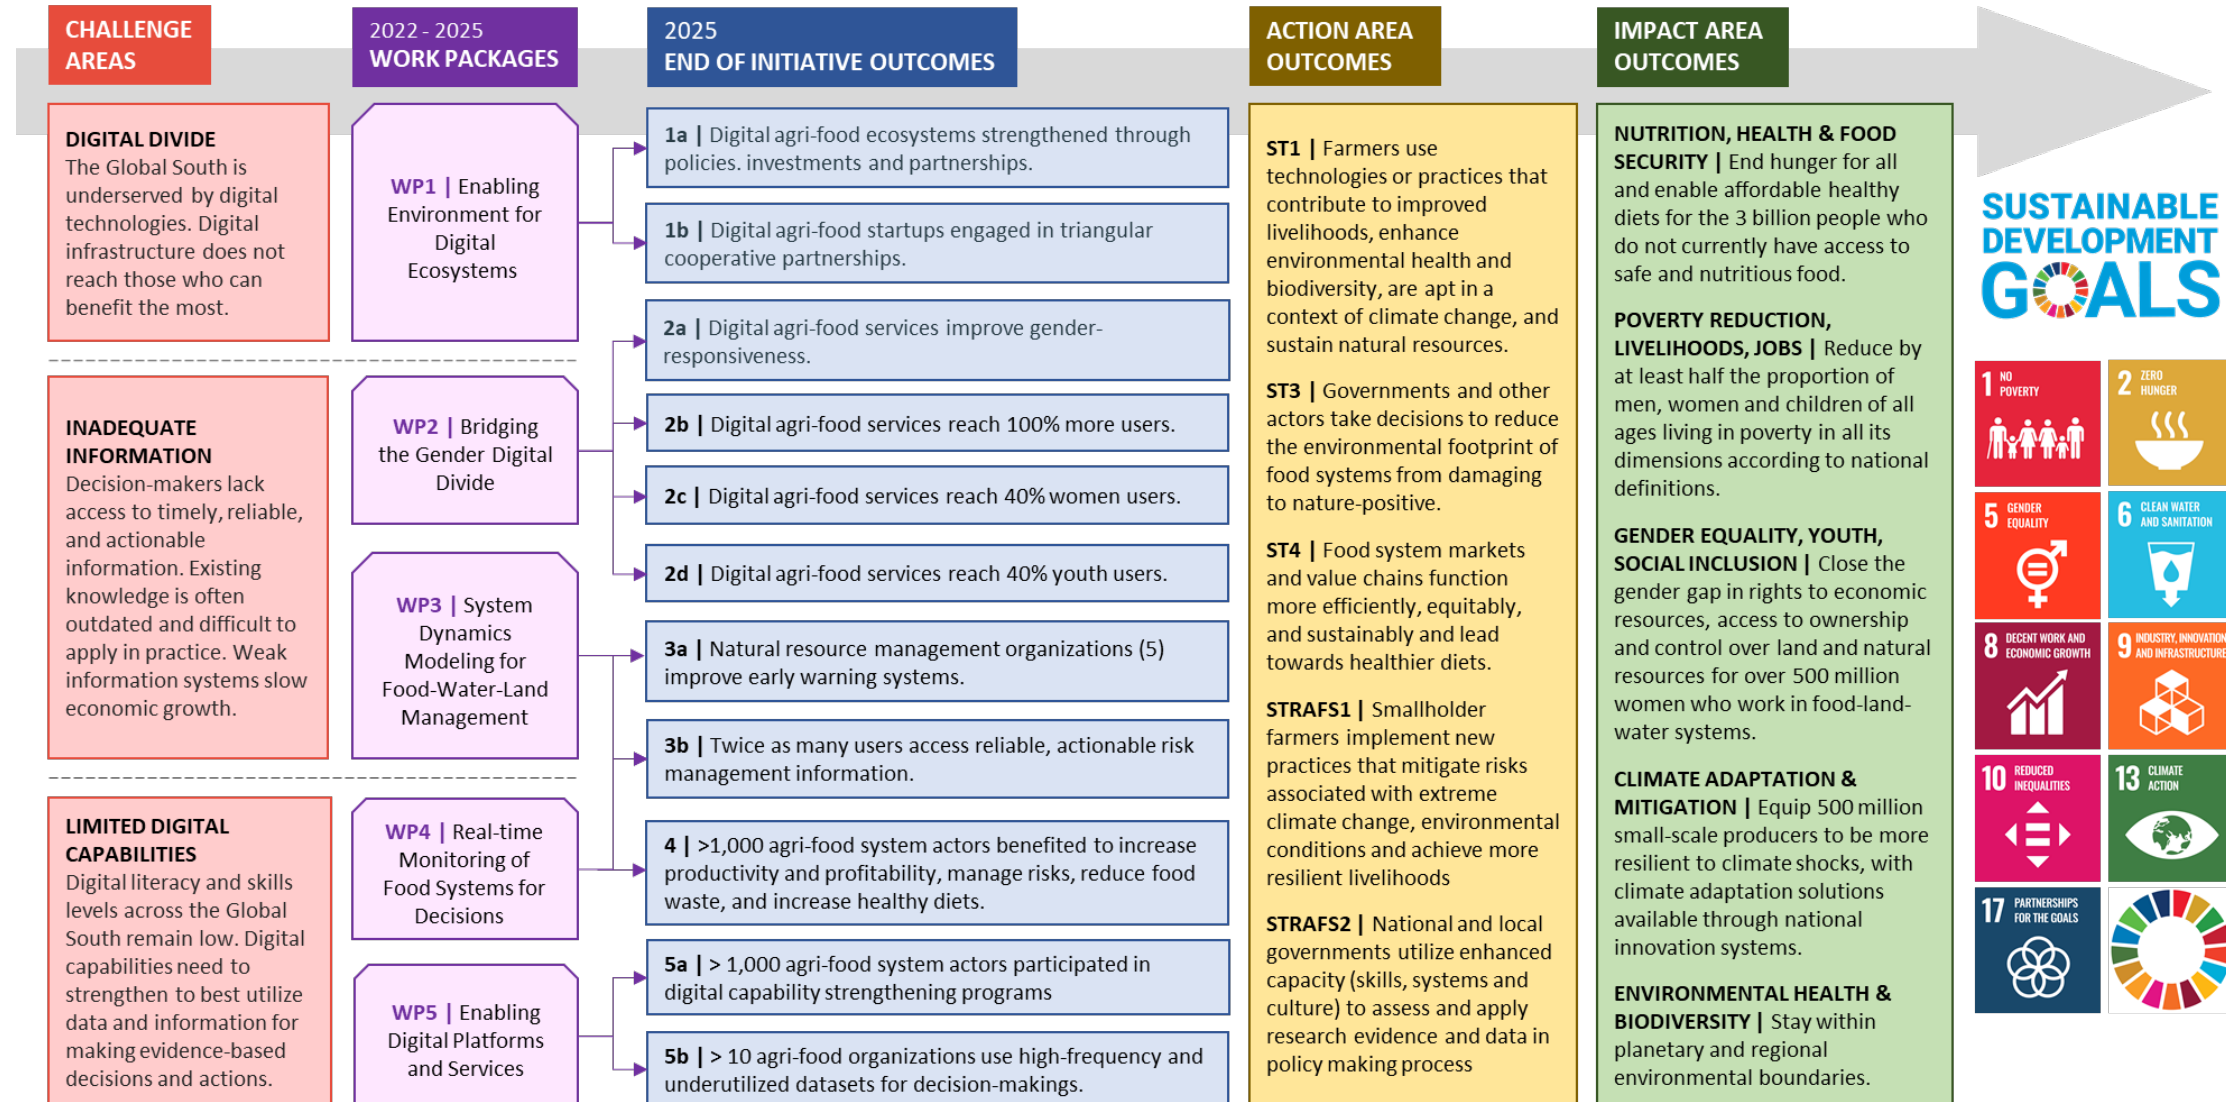 CHALLENGE
AREAS
2022 - 2025
WORK PACKAGES
2025
END OF INITIATIVE OUTCOMES
ACTION AREA
OUTCOMES
IMPACT AREA
OUTCOMES
DIGITAL DIVIDE
The Global South is
underserved by digital
technologies. Digital
infrastructure does not
reach those who can
benefit the most.
INADEQUATE
INFORMATION
Decision-makers lack
access to timely, reliable,
and actionable
information. Existing
knowledge is often
outdated and difficult to
apply in practice. Weak
information systems slow
economic growth.
LIMITED DIGITAL
CAPABILITIES
Digital literacy and skills
levels across the Global
South remain low. Digital
capabilities need to
strengthen to best utilize
data and information for
making evidence-based
decisions and actions.
WP1 | Enabling
Environment for
Digital
Ecosystems
WP2 | Bridging
the Gender Digital
Divide
WP3 | System
Dynamics
Modeling for
Food-Water-Land
Management
WP4 | Real-time
Monitoring of
Food Systems for
Decisions
WP5 | Enabling
Digital Platforms
and Services
1a | Digital agri-food ecosystems strengthened through
policies. investments and partnerships.
1b | Digital agri-food startups engaged in triangular
cooperative partnerships.
2a | Digital agri-food services improve gender-
responsiveness.
2b | Digital agri-food services reach 100% more users.
2c | Digital agri-food services reach 40% women users.
2d | Digital agri-food services reach 40% youth users.
3a | Natural resource management organizations (5)
improve early warning systems.
3b | Twice as many users access reliable, actionable risk
management information.
4 | >1,000 agri-food system actors benefited to increase
productivity and profitability, manage risks, reduce food
waste, and increase healthy diets.
5a | > 1,000 agri-food system actors participated in
digital capability strengthening programs
5b | > 10 agri-food organizations use high-frequency and
underutilized datasets for decision-makings.
ST1 | Farmers use
technologies or practices that
contribute to improved
livelihoods, enhance
environmental health and
biodiversity, are apt in a
context of climate change, and
sustain natural resources.
ST3 | Governments and other
actors take decisions to reduce
the environmental footprint of
food systems from damaging
to nature-positive.
ST4 | Food system markets
and value chains function
more efficiently, equitably,
and sustainably and lead
towards healthier diets.
STRAFS1 | Smallholder
farmers implement new
practices that mitigate risks
associated with extreme
climate change, environmental
conditions and achieve more
resilient livelihoods
STRAFS2 | National and local
governments utilize enhanced
capacity (skills, systems and
culture) to assess and apply
research evidence and data in
policy making process
NUTRITION, HEALTH & FOOD
SECURITY | End hunger for all
and enable affordable healthy
diets for the 3 billion people who
do not currently have access to
safe and nutritious food.
POVERTY REDUCTION,
LIVELIHOODS, JOBS | Reduce by
at least half the proportion of
men, women and children of all
ages living in poverty in all its
dimensions according to national
definitions.
GENDER EQUALITY, YOUTH,
SOCIAL INCLUSION | Close the
gender gap in rights to economic
resources, access to ownership
and control over land and natural
resources for over 500 million
women who work in food-land-
water systems.
CLIMATE ADAPTATION &
MITIGATION | Equip 500 million
small-scale producers to be more
resilient to climate shocks, with
climate adaptation solutions
available through national
innovation systems.
ENVIRONMENTAL HEALTH &
BIODIVERSITY | Stay within
planetary and regional
environmental boundaries.
SUSTAINABLE
DEVELOPMENT
GOALS
1 NO
POVERTY
2 ZERO
HUNGER
5 GENDER
EQUALITY
6 CLEAN WATER
AND SANITATION
8 DECENT WORK AND
ECONOMIC GROWTH
9 INDUSTRY, INNOVATION
AND INFRASTRUCTURE
10 REDUCED
INEQUALITIES
13 CLIMATE
ACTION
17 PARTNERSHIPS
FOR THE GOALS